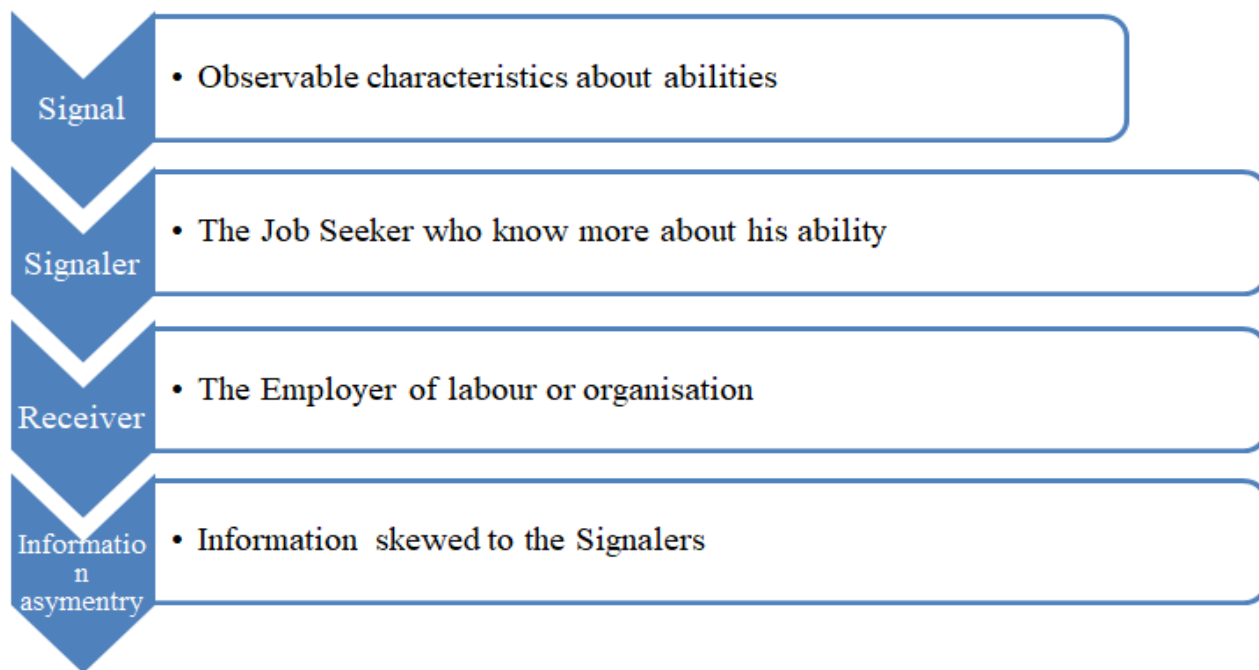 Signal
• Observable characteristics about abilities
Signaler
• The Job Seeker who know more about his ability
Receiver
• The Employer of labour or organisation
Informatio
n
asymentry
• Information skewed to the Signalers